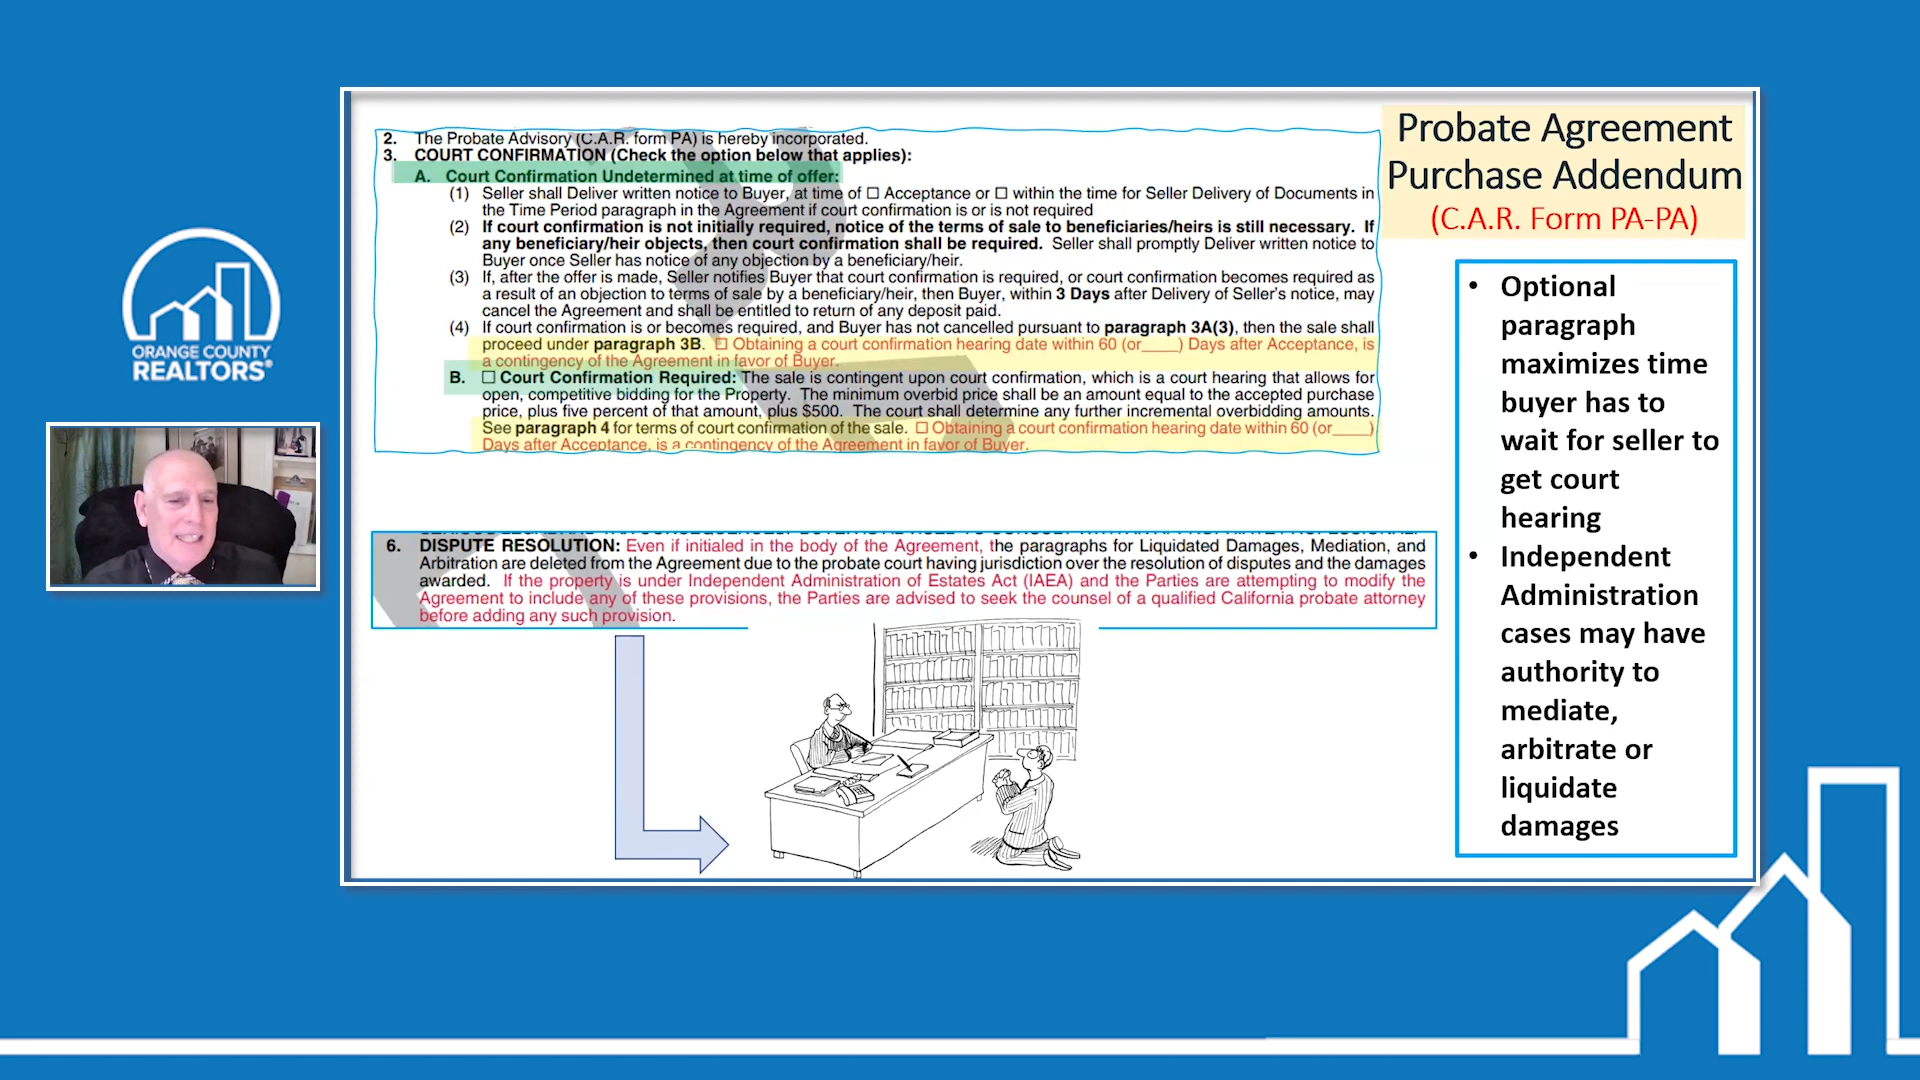 ORANGE COUNTY
REALTORS®
2. The Probate Advisory (C.A.R. form PA) is hereby incorporated.
3. COURT CONFIRMATION (Check the option below that applies):
A. Court Confirmation Undetermined at time of offer:
(1) Seller shall Deliver written notice to Buyer, at time of ☐ Acceptance or ☐ within the time for Seller Delivery of Documents in
the Time Period paragraph in the Agreement if court confirmation is or is not required
(2) If court confirmation is not initially required, notice of the terms of sale to beneficiaries/heirs is still necessary. If
any beneficiary/heir objects, then court confirmation shall be required. Seller shall promptly Deliver written notice to
Buyer once Seller has notice of any objection by a beneficiary/heir.
(3) If, after the offer is made, Seller notifies Buyer that court confirmation is required, or court confirmation becomes required as
a result of an objection to terms of sale by a beneficiary/heir, then Buyer, within 3 Days after Delivery of Seller's notice, may
cancel the Agreement and shall be entitled to return of any deposit paid.
(4) If court confirmation is or becomes required, and Buyer has not cancelled pursuant to paragraph 3A(3), then the sale shall
proceed under paragraph 3B. ☐ Obtaining a court confirmation hearing date within 60 (or____) Days after Acceptance, is
a contingency of the Agreement in favor of Buyer.
B. ☐ Court Confirmation Required: The sale is contingent upon court confirmation, which is a court hearing that allows for
open, competitive bidding for the Property. The minimum overbid price shall be an amount equal to the accepted purchase
price, plus five percent of that amount, plus $500. The court shall determine any further incremental overbidding amounts.
See paragraph 4 for terms of court confirmation of the sale. ☐ Obtaining a court confirmation hearing date within 60 (or____)
Days after Acceptance, is a contingency of the Agreement in favor of Buyer.
6. DISPUTE RESOLUTION: Even if initialed in the body of the Agreement, the paragraphs for Liquidated Damages, Mediation, and
Arbitration are deleted from the Agreement due to the probate court having jurisdiction over the resolution of disputes and the damages
awarded. If the property is under Independent Administration of Estates Act (IAEA) and the Parties are attempting to modify the
Agreement to include any of these provisions, the Parties are advised to seek the counsel of a qualified California probate attorney
before adding any such provision.
Probate Agreement
Purchase Addendum
(C.A.R. Form PA-PA)
• Optional
paragraph
maximizes time
buyer has to
wait for seller to
get court
hearing
• Independent
Administration
cases may have
authority to
mediate,
arbitrate or
liquidate
damages